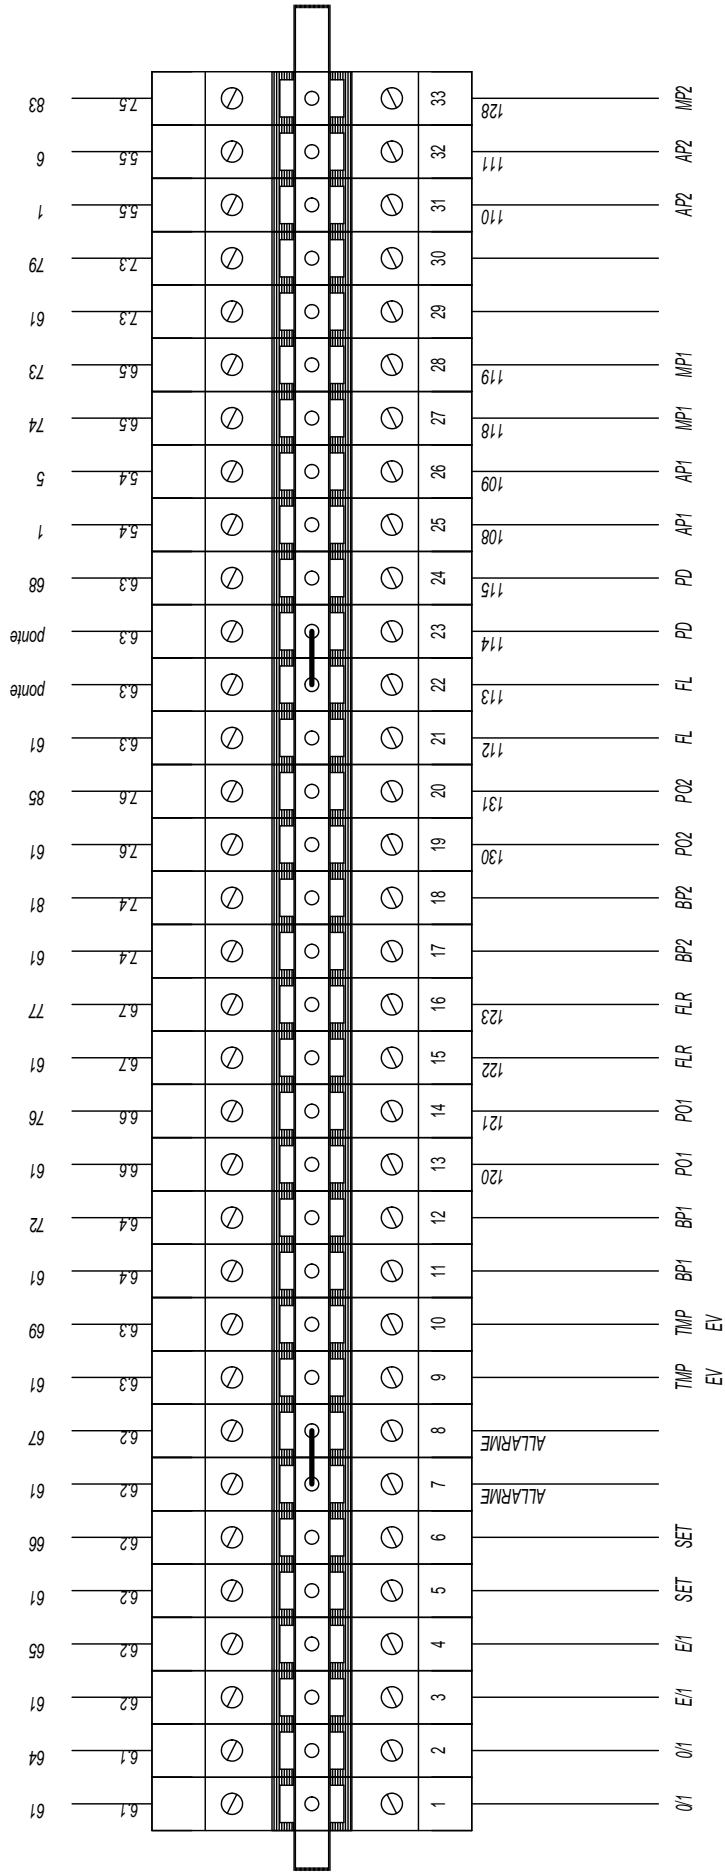 83 7.5 33 128 MP2
6 5.5 32 111 AP2
1 5.5 31 110 AP2
79 7.3 30
61 7.3 29
73 6.5 28 119 MP1
74 6.5 27 118 MP1
5 5.4 26 109 AP1
1 5.4 25 108 AP1
68 6.3 24 115 PD
ponte 6.3 23 114 PD
ponte 6.3 22 113 FL
61 6.3 21 112 FL
85 7.6 20 131 PO2
61 7.6 19 130 PO2
81 7.4 18 BP2
61 7.4 17 BP2
77 6.7 16 123 FLR
61 6.7 15 122 FLR
76 6.6 14 121 PO1
61 6.6 13 120 PO1
72 6.4 12 BP1
61 6.4 11 BP1
69 6.3 10 TMP EV
61 6.3 9 TMP EV
67 6.2 8 ALLARME
61 6.2 7 ALLARME
66 6.2 6 SET
61 6.2 5 SET
65 6.2 4 E/1
61 6.2 3 E/1
64 6.1 2 0/1
61 6.1 1 0/1